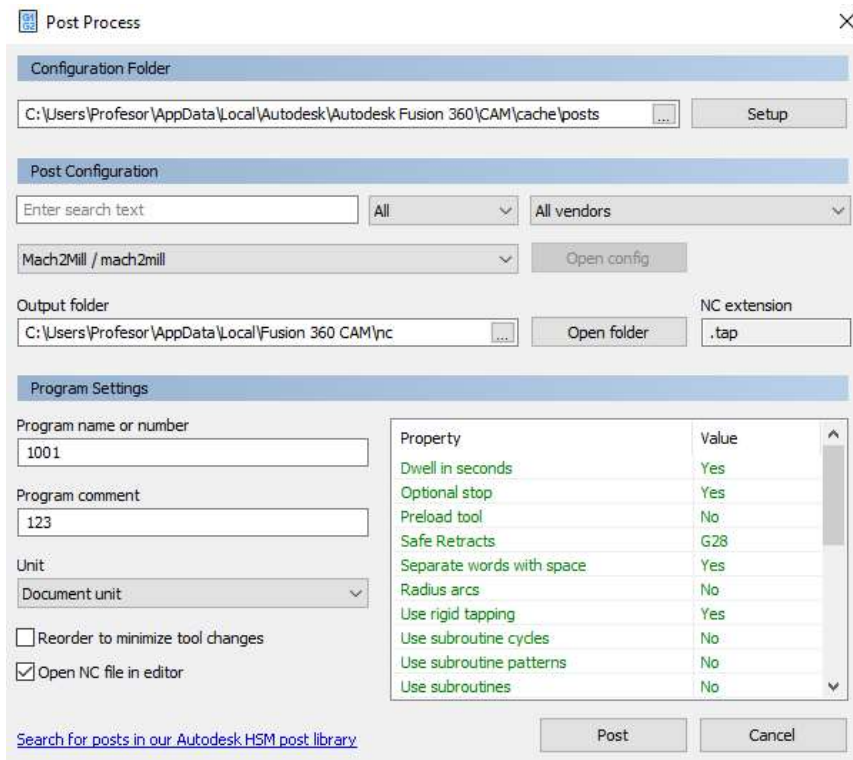 G1
G2
Post Process
Configuration Folder
C:\Users\Profesor\AppData\Local\Autodesk\Autodesk Fusion 360\CAM\cache\posts ... Setup
Post Configuration
Enter search text All All vendors
Mach2Mill / mach2mill Open config
Output folder NC extension
C:\Users\Profesor\AppData\Local\Fusion 360 CAM\nc ... Open folder .tap
Program Settings
Program name or number
1001
Program comment
123
Unit
Document unit
Reorder to minimize tool changes
Open NC file in editor
Property Value
Dwell in seconds Yes
Optional stop Yes
Preload tool No
Safe Retracts G28
Separate words with space Yes
Radius arcs No
Use rigid tapping Yes
Use subroutine cycles No
Use subroutine patterns No
Use subroutines No
Search for posts in our Autodesk HSM post library Post Cancel